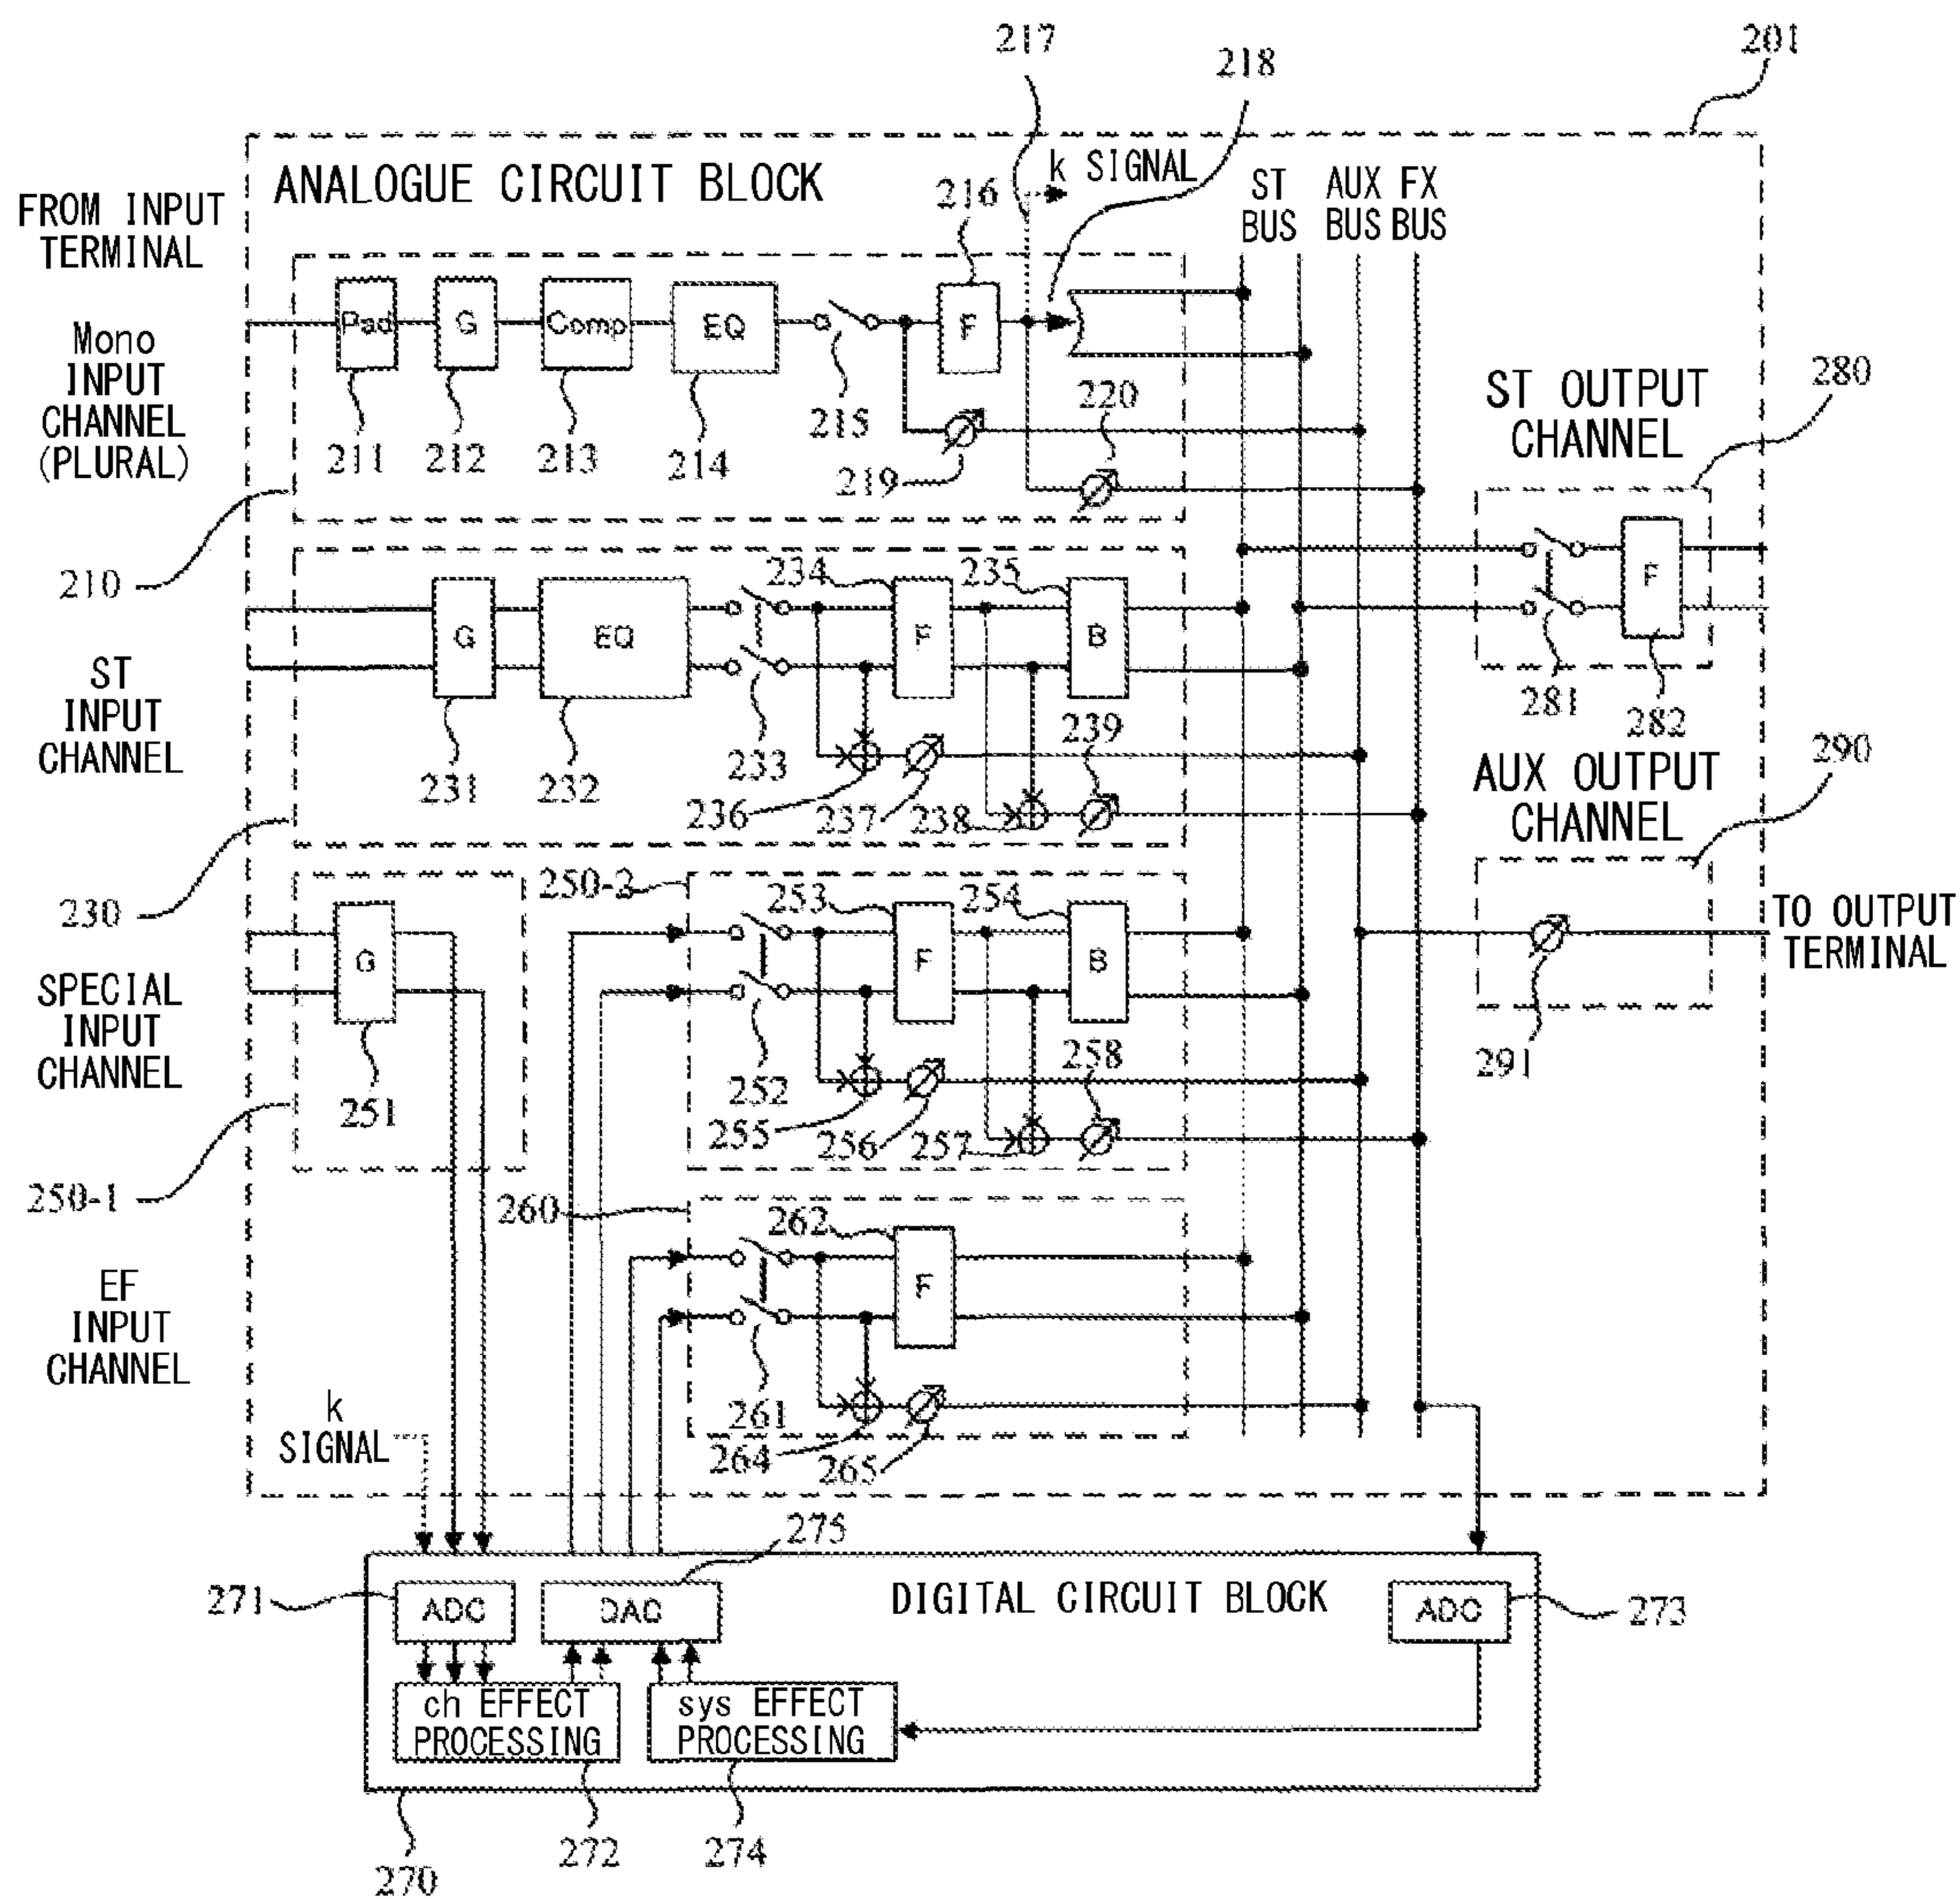 217
218
201
ANALOGUE CIRCUIT BLOCK
k SIGNAL
216
ST
BUS
AUX
BUS
FX
BUS
FROM INPUT
TERMINAL
Mono
INPUT
CHANNEL
(PLURAL)
Pad
G
Comp
EQ
F
211
212
213
214
215
219
220
210
ST OUTPUT
CHANNEL
280
F
281
282
ST
INPUT
CHANNEL
234
235
G
EQ
F
B
231
232
233
236
237
238
239
230
AUX OUTPUT
CHANNEL
290
291
TO OUTPUT
TERMINAL
SPECIAL
INPUT
CHANNEL
250-2
253
254
G
F
B
251
252
255
256
257
258
250-1
260
262
EF
INPUT
CHANNEL
F
261
264
265
k
SIGNAL
275
271
ADC
DAC
DIGITAL CIRCUIT BLOCK
ADC
273
ch EFFECT
PROCESSING
sys EFFECT
PROCESSING
270
272
274